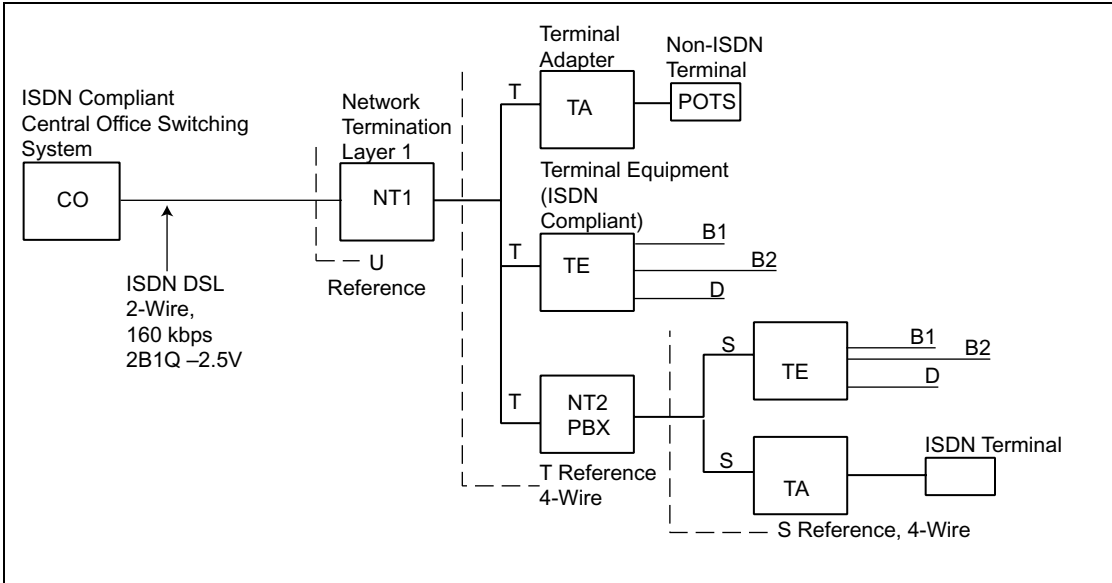 ISDN Compliant
Central Office Switching
System
CO
ISDN DSL
2-Wire,
160 kbps
2B1Q –2.5V
U
Reference
Network
Termination
Layer 1
NT1
T
Terminal
Adapter
TA
Non-ISDN
Terminal
POTS
T
Terminal Equipment
(ISDN
Compliant)
TE
B1
B2
D
T
NT2
PBX
T Reference
4-Wire
S
TE
B1
B2
D
S
TA
ISDN Terminal
S Reference, 4-Wire